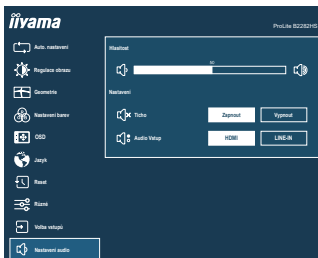 iiyama
ProLite B2282HS
Auto. nastavení
Regulace obrazu
Geometrie
Nastavení barev
OSD
Jazyk
Reset
Různé
Volba vstupů
Nastavení audio
Hlasitost
50
Nastavení
Ticho
Zapnout
Vypnout
Audio Vstup
HDMI
LINE-IN